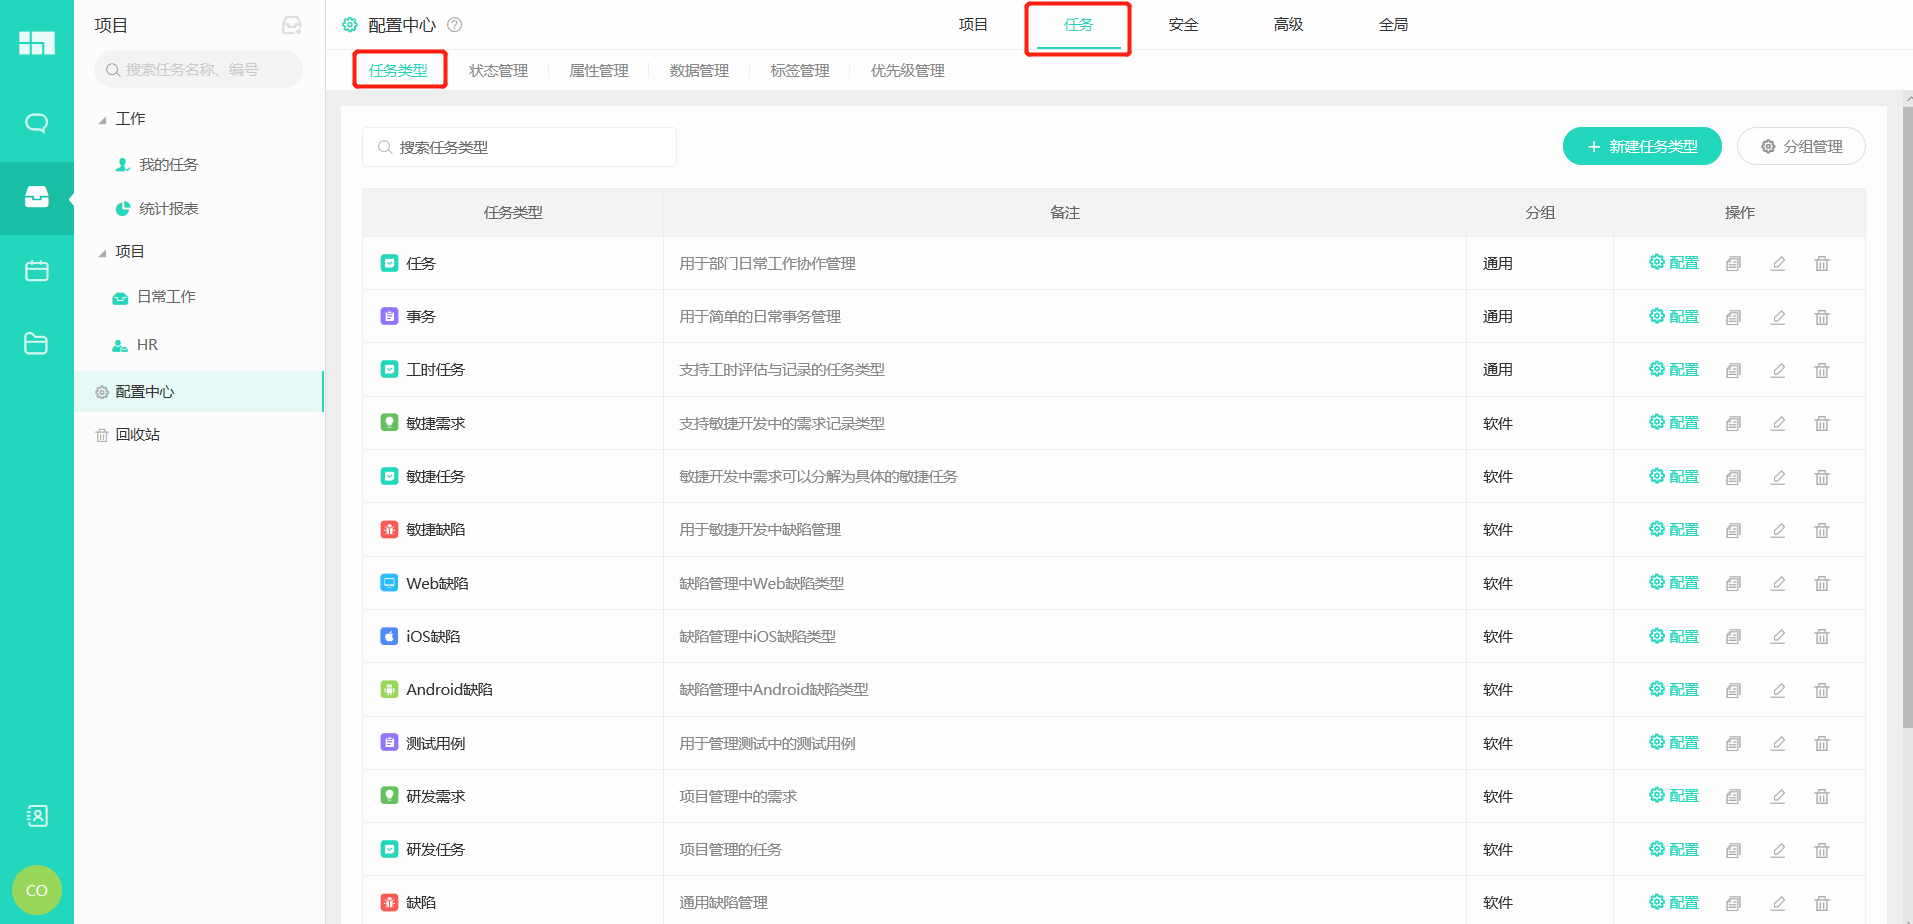 项目
搜索任务名称、编号
工作
我的任务
统计报表
项目
日常工作
HR
配置中心
回收站
CO
配置中心
项目 任务 安全 高级 全局
任务类型 状态管理 属性管理 数据管理 标签管理 优先级管理
搜索任务类型
+ 新建任务类型 分组管理
任务类型 备注 分组 操作
任务 用于部门日常工作协作管理 通用 配置
事务 用于简单的日常事务管理 通用 配置
工时任务 支持工时评估与记录的任务类型 通用 配置
敏捷需求 支持敏捷开发中的需求记录类型 软件 配置
敏捷任务 敏捷开发中需求可以分解为具体的敏捷任务 软件 配置
敏捷缺陷 用于敏捷开发中缺陷管理 软件 配置
Web缺陷 缺陷管理中Web缺陷类型 软件 配置
iOS缺陷 缺陷管理中iOS缺陷类型 软件 配置
Android缺陷 缺陷管理中Android缺陷类型 软件 配置
测试用例 用于管理测试中的测试用例 软件 配置
研发需求 项目管理中的需求 软件 配置
研发任务 项目管理的任务 软件 配置
缺陷 通用缺陷管理 软件 配置